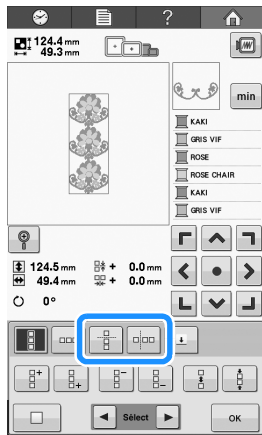 ?
124.4 mm
49.3 mm
min
KAKI
GRIS VIF
ROSE
ROSE CHAIR
KAKI
GRIS VIF
124.5 mm + 0.0 mm
49.4 mm + 0.0 mm
0°
Sélect
OK